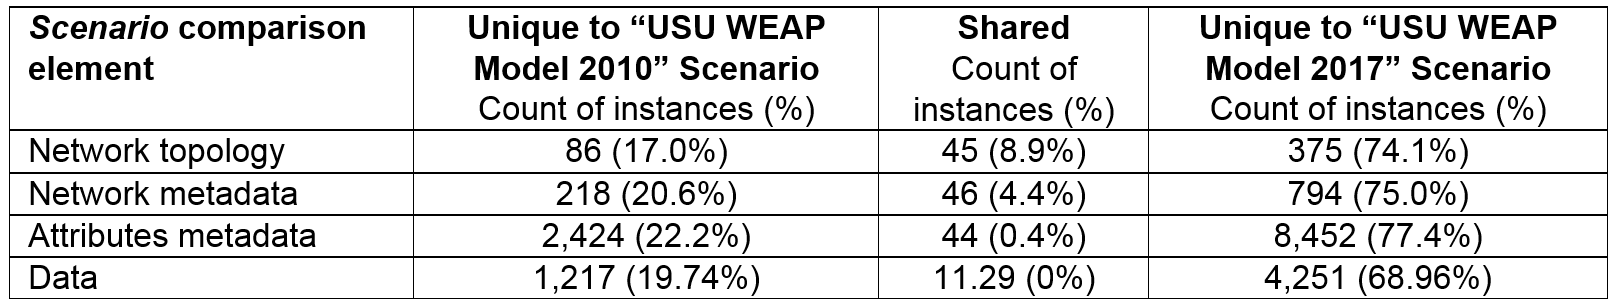 Scenario comparison element
Unique to “USU WEAP Model 2010” Scenario Count of instances (%)
Shared Count of instances (%)
Unique to “USU WEAP Model 2017” Scenario Count of instances (%)
Network topology 86 (17.0%) 45 (8.9%) 375 (74.1%)
Network metadata 218 (20.6%) 46 (4.4%) 794 (75.0%)
Attributes metadata 2,424 (22.2%) 44 (0.4%) 8,452 (77.4%)
Data 1,217 (19.74%) 11.29 (0%) 4,251 (68.96%)